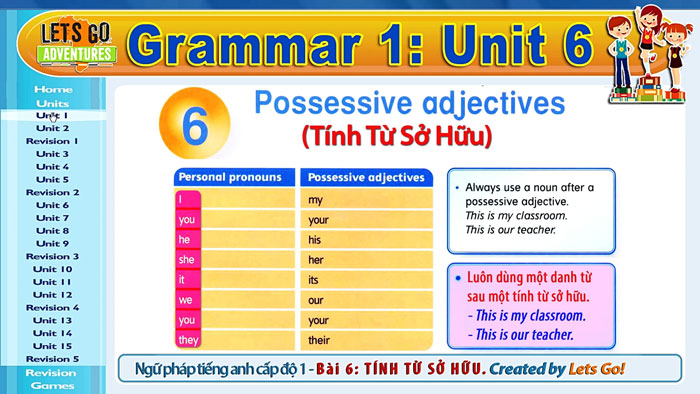 LET'S GO
ADVENTURES
Grammar 1: Unit 6
Home
Units
Unit 1
Unit 2
Revision 1
Unit 3
Unit 4
Unit 5
Revision 2
Unit 6
Unit 7
Unit 8
Unit 9
Revision 3
Unit 10
Unit 11
Unit 12
Revision 4
Unit 13
Unit 14
Unit 15
Revision 5
Revision
Games
6
Possessive adjectives
(Tính Từ Sở Hữu)
Personal pronouns Possessive adjectives
I my
you your
he his
she her
it its
we our
you your
they their
• Always use a noun after a
possessive adjective.
This is my classroom.
This is our teacher.
• Luôn dùng một danh từ
sau một tính từ sở hữu.
- This is my classroom.
- This is our teacher.
Ngữ pháp tiếng anh cấp độ 1 - Bài 6: TÍNH TỪ SỞ HỮU. Created by Lets Go!